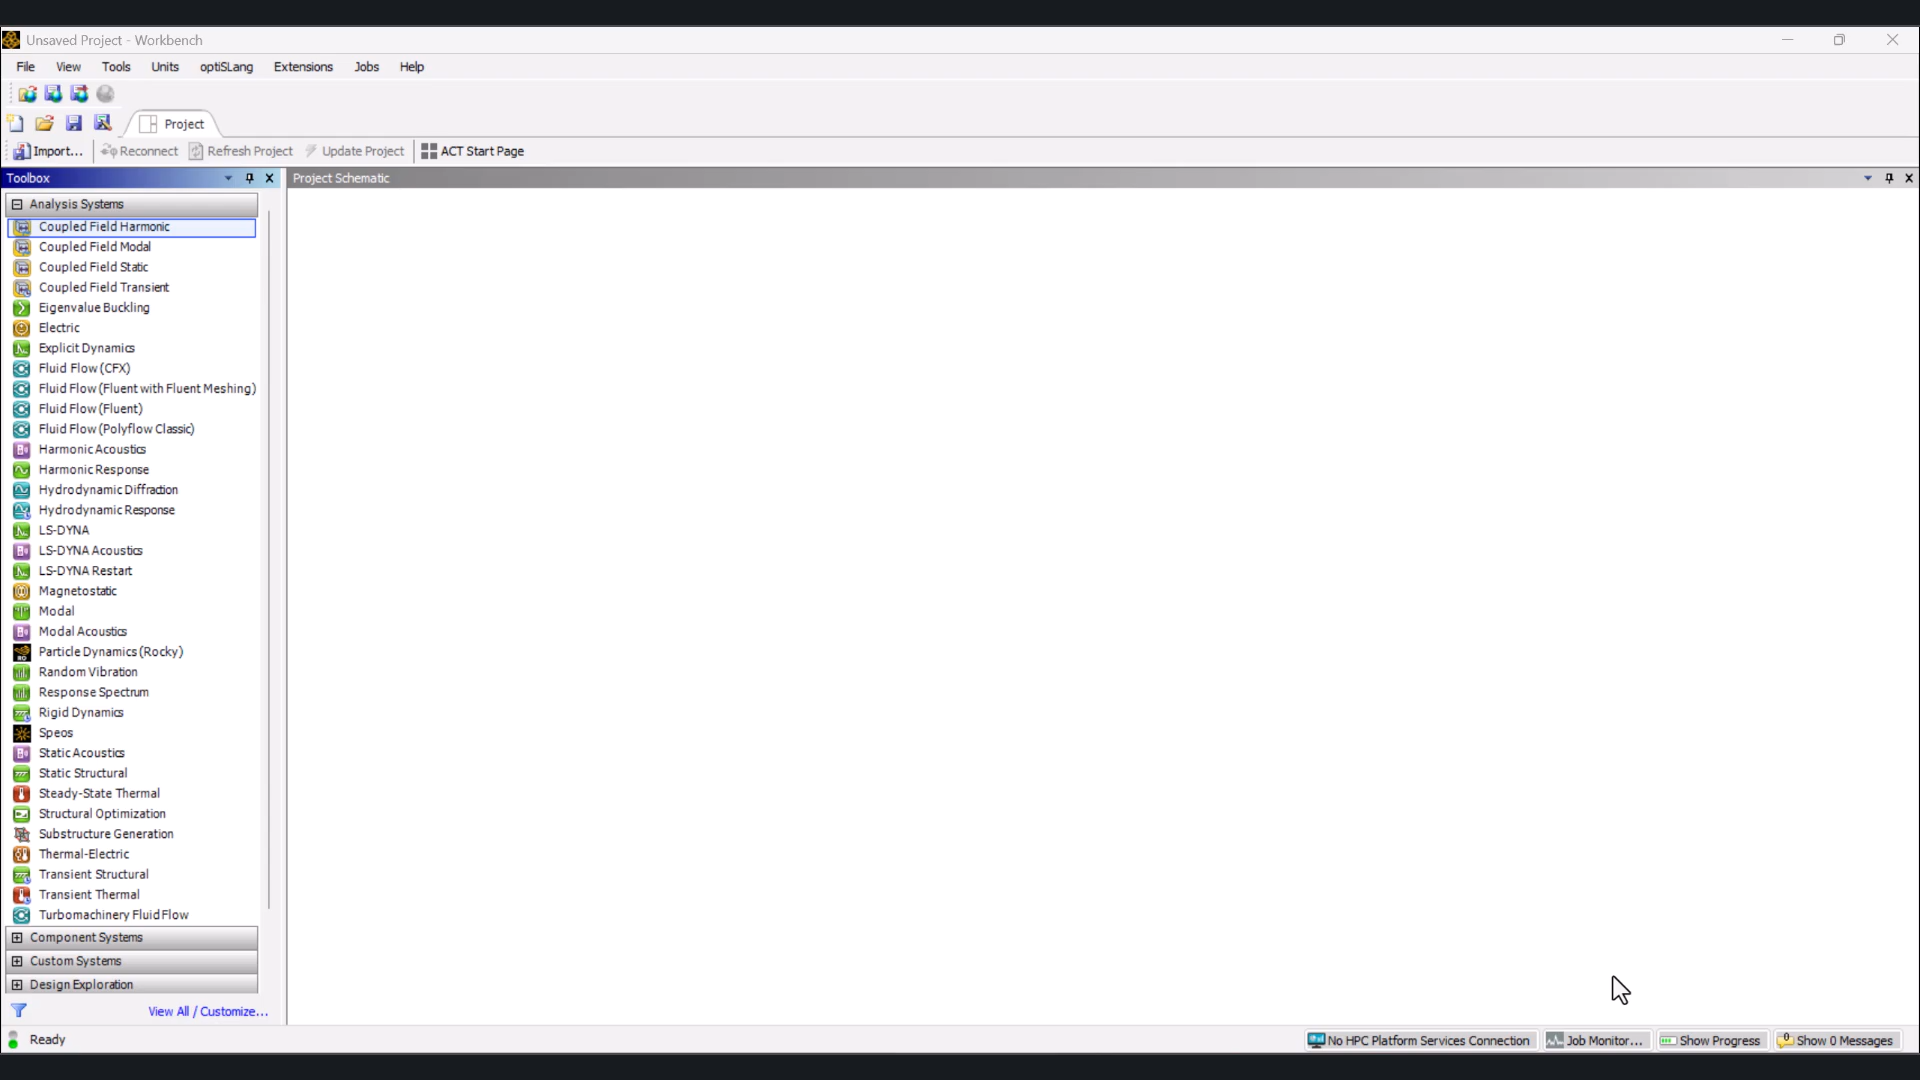 Unsaved Project - Workbench
File View Tools Units optiSLang Extensions Jobs Help
Project
Import... Reconnect Refresh Project Update Project ACT Start Page
Toolbox
Project Schematic
Analysis Systems
Coupled Field Harmonic
Coupled Field Modal
Coupled Field Static
Coupled Field Transient
Eigenvalue Buckling
Electric
Explicit Dynamics
Fluid Flow (CFX)
Fluid Flow (Fluent with Fluent Meshing)
Fluid Flow (Fluent)
Fluid Flow (Polyflow Classic)
Harmonic Acoustics
Harmonic Response
Hydrodynamic Diffraction
Hydrodynamic Response
LS-DYNA
LS-DYNA Acoustics
LS-DYNA Restart
Magnetostatic
Modal
Modal Acoustics
Particle Dynamics (Rocky)
Random Vibration
Response Spectrum
Rigid Dynamics
Speos
Static Acoustics
Static Structural
Steady-State Thermal
Structural Optimization
Substructure Generation
Thermal-Electric
Transient Structural
Transient Thermal
Turbomachinery Fluid Flow
Component Systems
Custom Systems
Design Exploration
View All / Customize...
Ready
No HPC Platform Services Connection Job Monitor... Show Progress Show 0 Messages